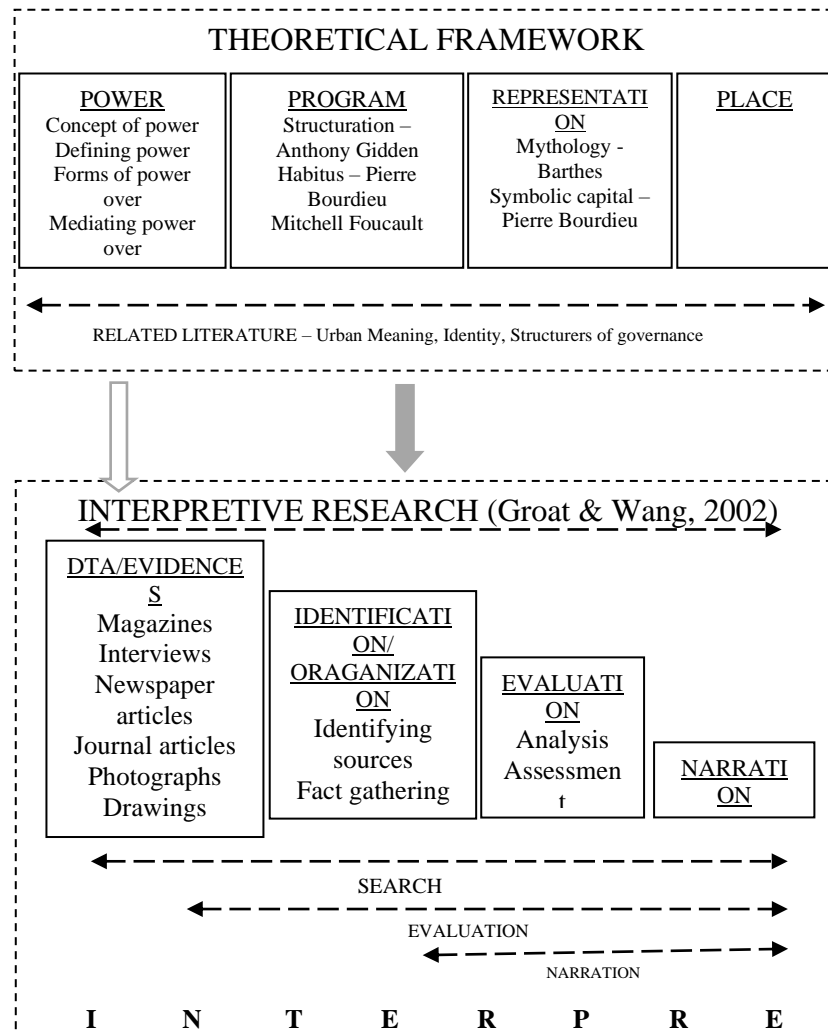 THEORETICAL FRAMEWORK
POWER
Concept of power
Defining power
Forms of power
over
Mediating power
over
PROGRAM
Structuration –
Anthony Gidden
Habitus – Pierre
Bourdieu
Mitchell Foucault
REPRESENTATI
ON
Mythology -
Barthes
Symbolic capital –
Pierre Bourdieu
PLACE
RELATED LITERATURE – Urban Meaning, Identity, Structurers of governance
INTERPRETIVE RESEARCH (Groat & Wang, 2002)
DTA/EVIDENCE
S
Magazines
Interviews
Newspaper
articles
Journal articles
Photographs
Drawings
IDENTIFICATI
ON/
ORAGANIZATI
ON
Identifying
sources
Fact gathering
EVALUATI
ON
Analysis
Assessmen
t
NARRATI
ON
SEARCH
EVALUATION
NARRATION
I N T E R P R E